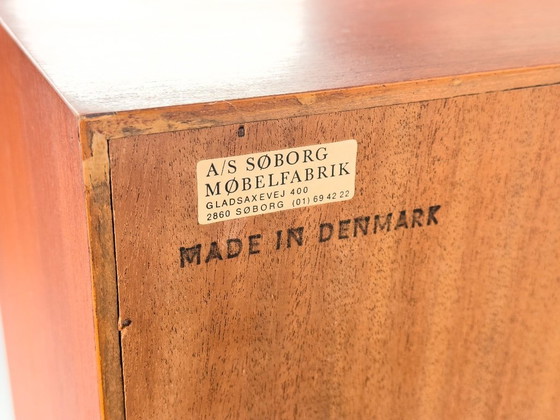 A/S SØBORG
MØBELFABRIK
GLADSAXEVEJ 400
2860 SØBORG (01) 69 42 22
MADE IN DENMARK